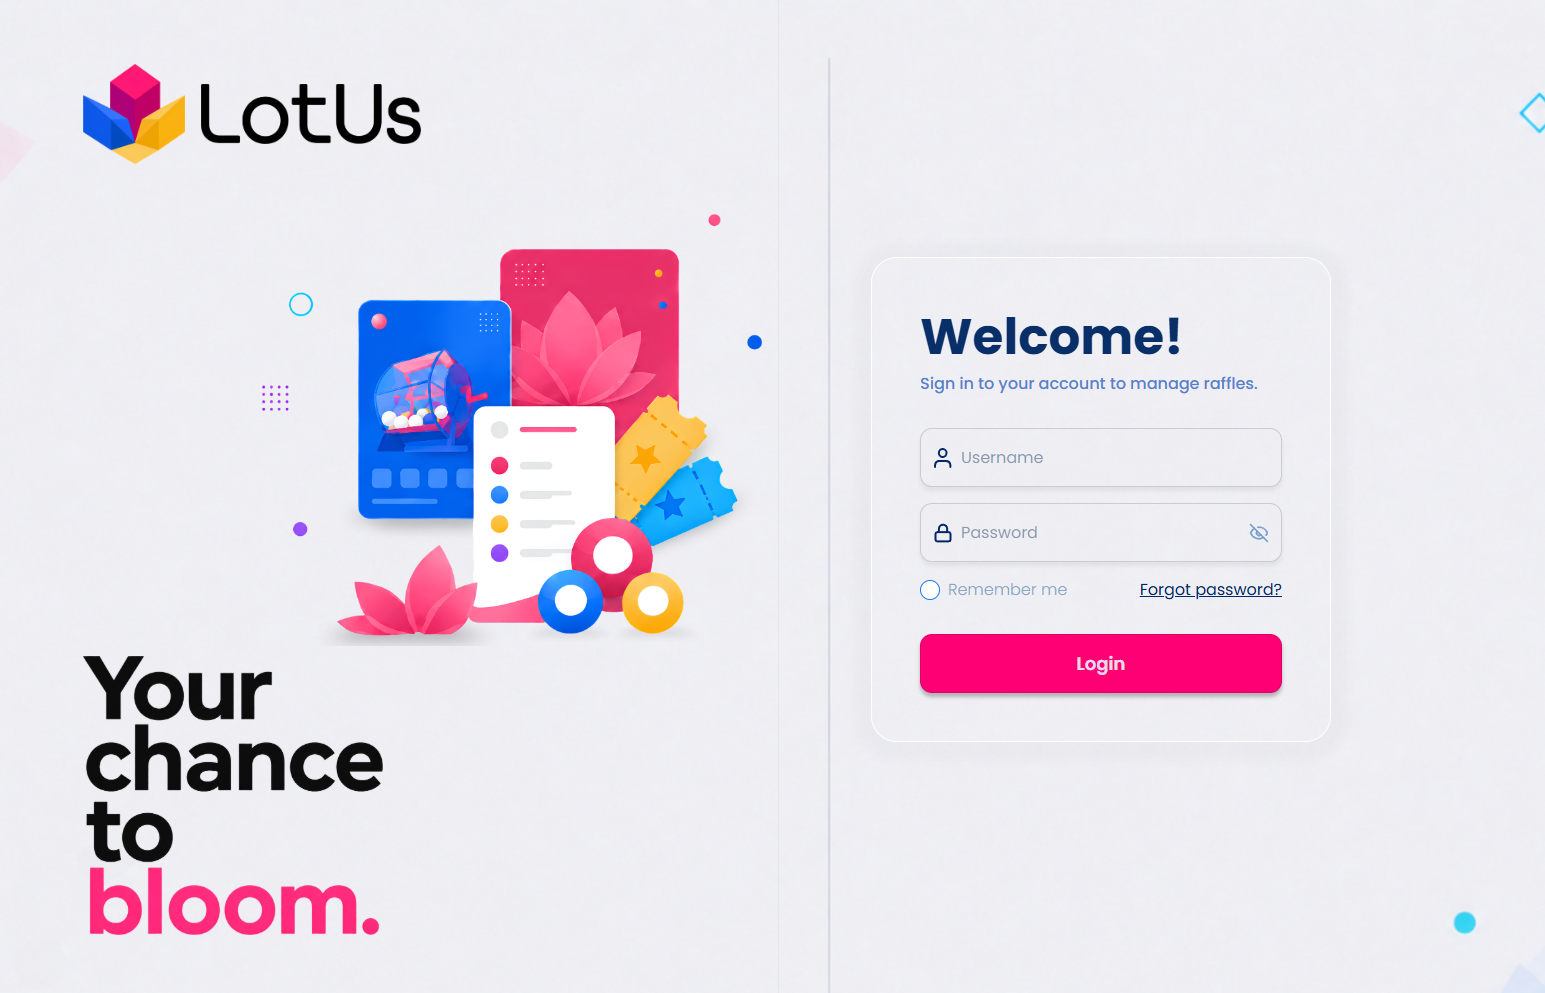 LotUs
Your
chance
to
bloom.
Welcome!
Sign in to your account to manage raffles.
Username
Password
Remember me
Forgot password?
Login